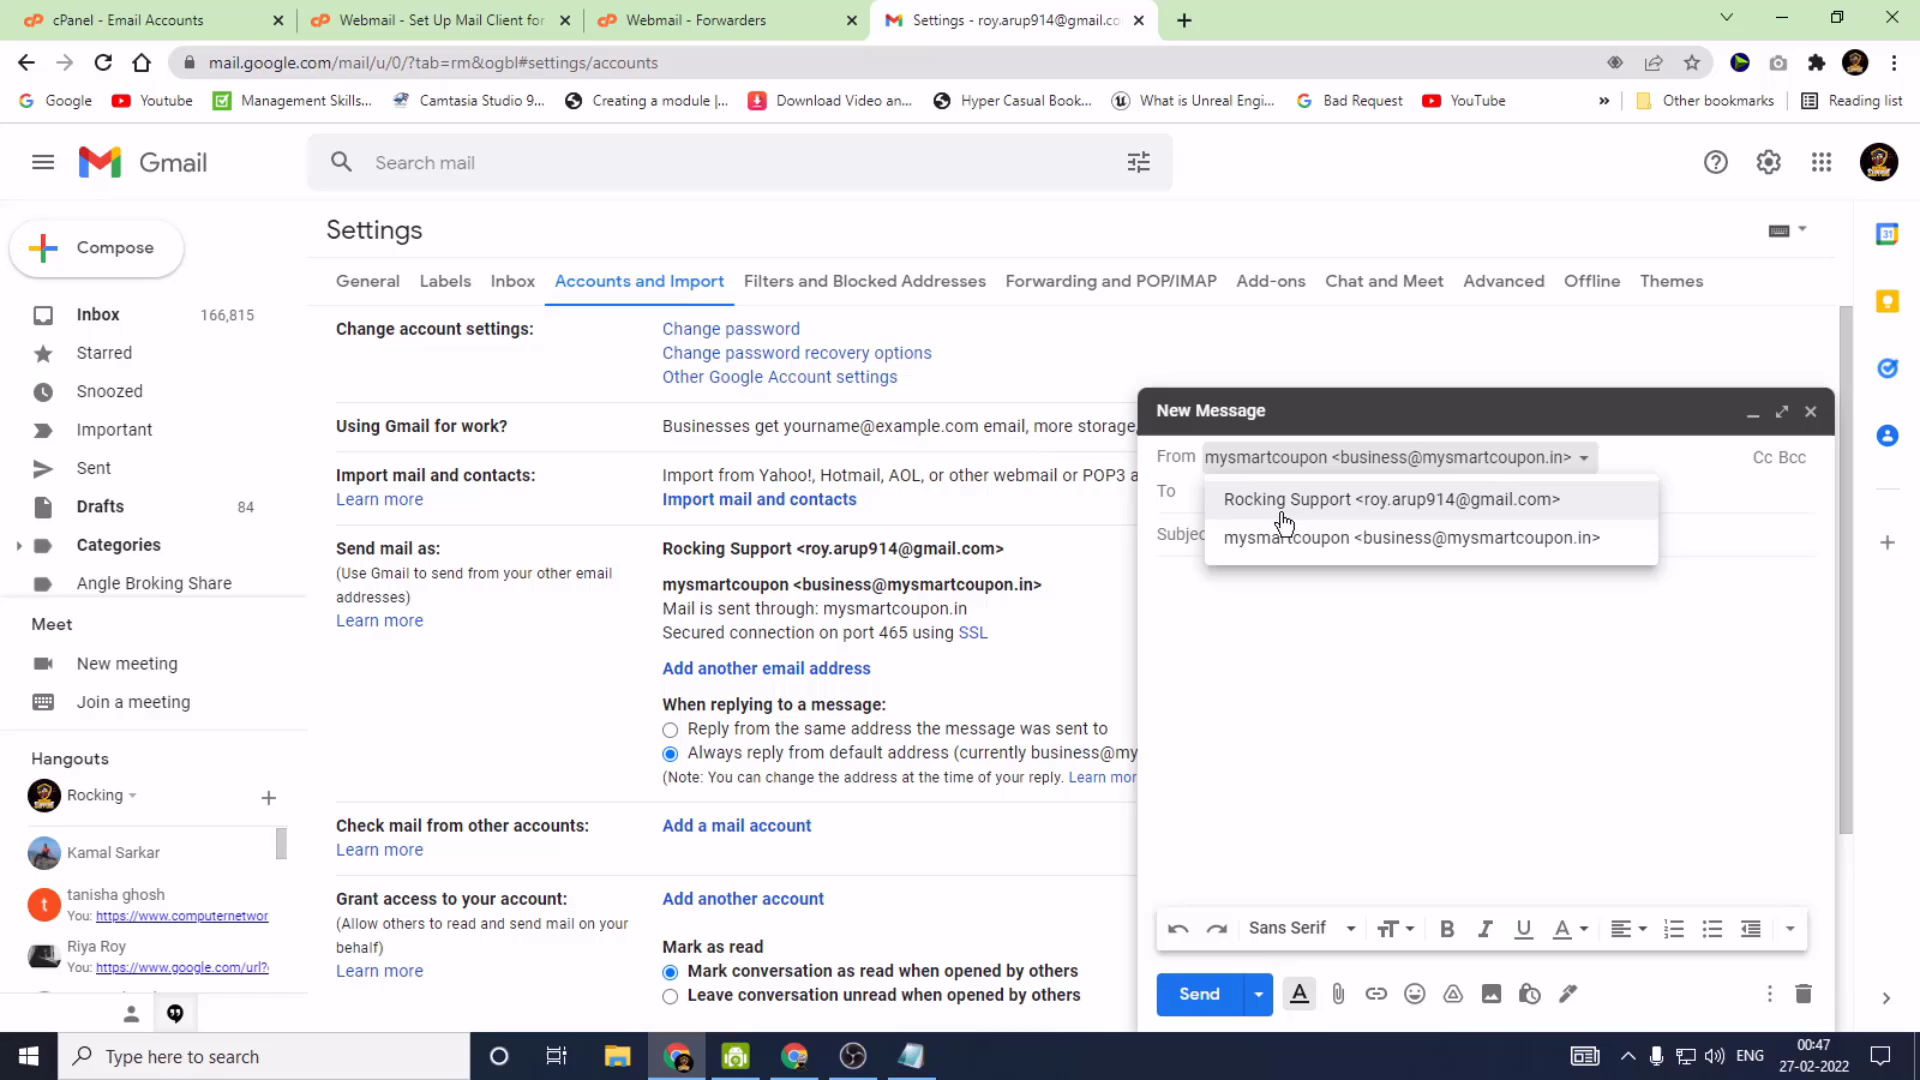 cPanel - Email Accounts
Webmail - Set Up Mail Client for
Webmail - Forwarders
Settings - roy.arup914@gmail.co
mail.google.com/mail/u/0/?tab=rm&ogbl#settings/accounts
Google
Youtube
Management Skills...
Camtasia Studio 9...
Creating a module |...
Download Video an...
Hyper Casual Book...
What is Unreal Engi...
Bad Request
YouTube
»
Other bookmarks
Reading list
Gmail
Search mail
Compose
Settings
General
Labels
Inbox
Accounts and Import
Filters and Blocked Addresses
Forwarding and POP/IMAP
Add-ons
Chat and Meet
Advanced
Offline
Themes
Inbox 166,815
Starred
Snoozed
Important
Sent
Drafts 84
Categories
Angle Broking Share
Meet
New meeting
Join a meeting
Hangouts
Rocking
Kamal Sarkar
t
tanisha ghosh
You: https://www.computernetwor
Riya Roy
You: https://www.google.com/url?
Change account settings:
Change password
Change password recovery options
Other Google Account settings
Using Gmail for work?
Businesses get yourname@example.com email, more storage,
Import mail and contacts:
Learn more
Import from Yahoo!, Hotmail, AOL, or other webmail or POP3 a
Import mail and contacts
Send mail as:
(Use Gmail to send from your other email
addresses)
Learn more
Rocking Support <roy.arup914@gmail.com>
mysmartcoupon <business@mysmartcoupon.in>
Mail is sent through: mysmartcoupon.in
Secured connection on port 465 using SSL
Add another email address
When replying to a message:
Reply from the same address the message was sent to
Always reply from default address (currently business@my
(Note: You can change the address at the time of your reply. Learn mor
Check mail from other accounts:
Learn more
Add a mail account
Grant access to your account:
(Allow others to read and send mail on your
behalf)
Learn more
Add another account
Mark as read
Mark conversation as read when opened by others
Leave conversation unread when opened by others
New Message
From mysmartcoupon <business@mysmartcoupon.in>
Cc Bcc
To
Rocking Support <roy.arup914@gmail.com>
Subjec
mysmartcoupon <business@mysmartcoupon.in>
Sans Serif
B I U A
Send
A
31
Type here to search
ENG
00:47
27-02-2022